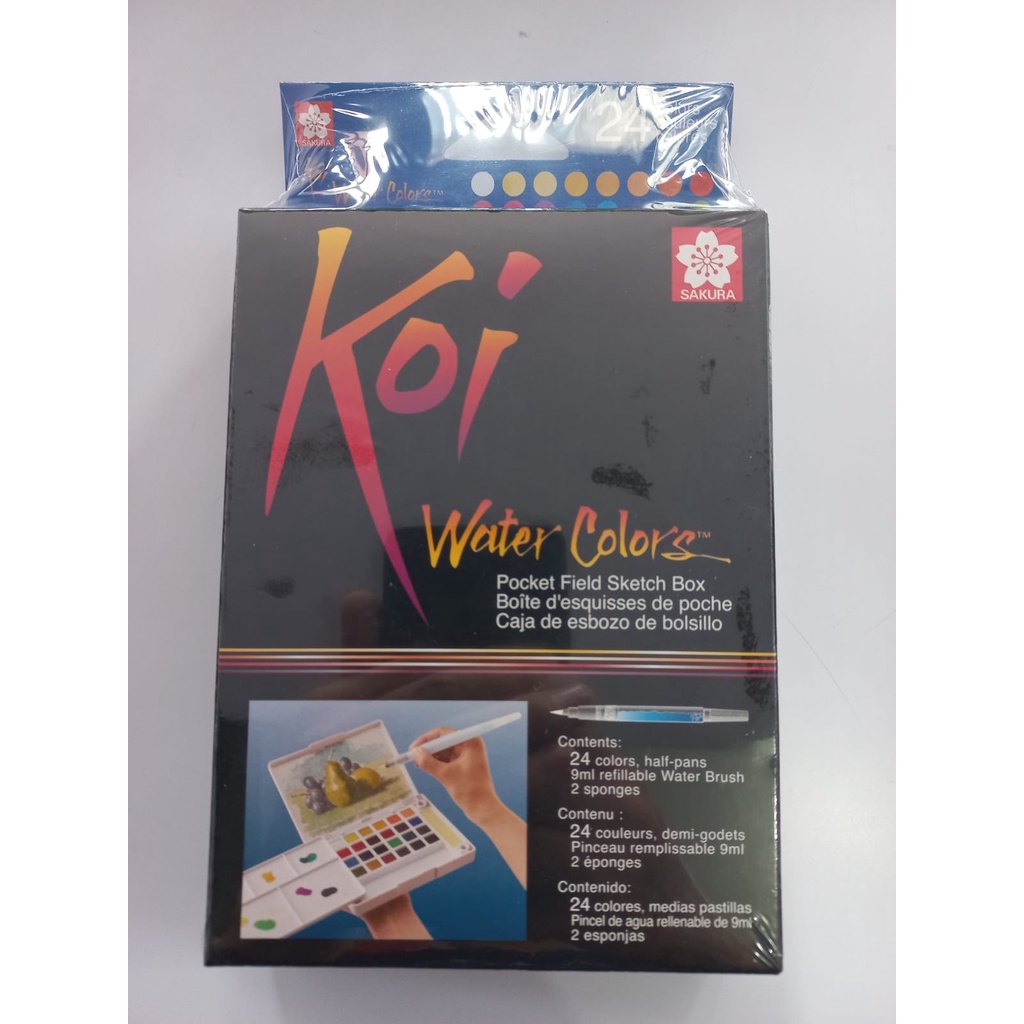 SAKURA
24
Water Colors™
Koi
SAKURA
Water Colors™
Pocket Field Sketch Box
Boîte d'esquisses de poche
Caja de esbozo de bolsillo
Contents:
24 colors, half-pans
9ml refillable Water Brush
2 sponges
Contenu :
24 couleurs, demi-godets
Pinceau remplissable 9ml
2 éponges
Contenido:
24 colores, medias pastillas
Pincel de agua rellenable de 9ml
2 esponjas